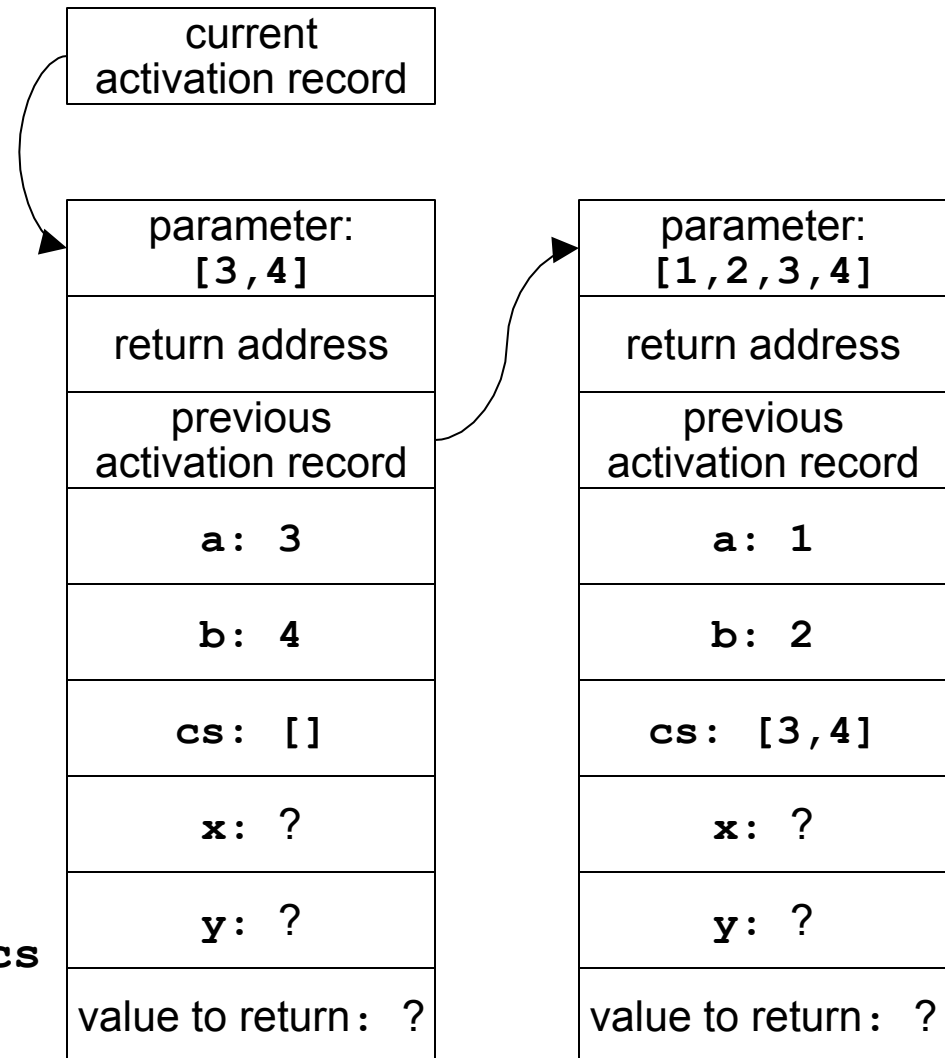 current
activation record
parameter:
[3,4]
return address
previous
activation record
a: 3
b: 4
cs: []
x: ?
y: ?
value to return: ?
parameter:
[1,2,3,4]
return address
previous
activation record
a: 1
b: 2
cs: [3,4]
x: ?
y: ?
value to return: ?
cs